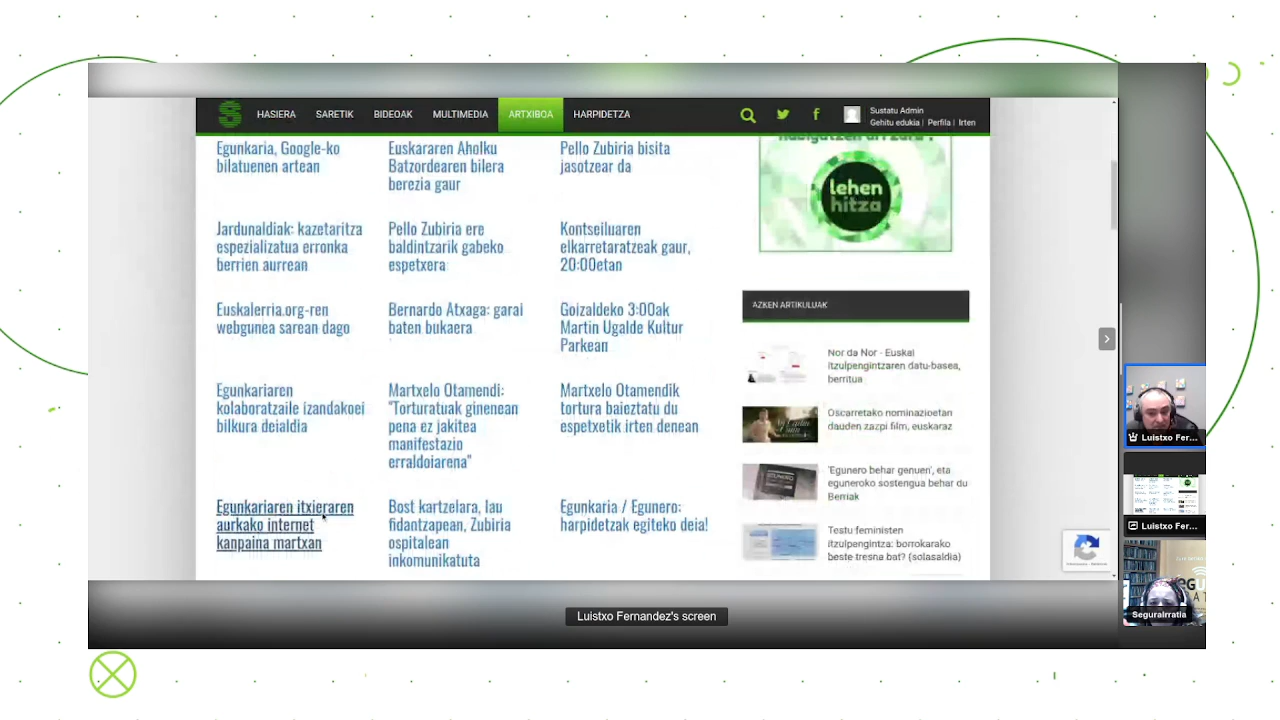 HASIERA SARETIK BIDEOAK MULTIMEDIA ARTXIBOA HARPIDETZA
Sustatu Admin
Gehitu edukia | Perfila | Irten
Egunkaria, Google-ko
bilatuenen artean
Euskararen Aholku
Batzordearen bilera
berezia gaur
Pello Zubiria bisita
jasotzear da
Jardunaldiak: kazetaritza
espezializatua erronka
berrien aurrean
Pello Zubiria ere
baldintzarik gabeko
espetxera
Kontseiluaren
elkarretaratzeak gaur,
20:00etan
Euskalerria.org-ren
webgunea sarean dago
Bernardo Atxaga: garai
baten bukaera
Goizaldeko 3:00ak
Martin Ugalde Kultur
Parkean
Egunkariaren
kolaboratzaile izandakoei
bilkura deialdia
Martxelo Otamendi:
"Torturatuak ginenean
pena ez jakitea
manifestazio
erraldoiarena"
Martxelo Otamendik
tortura baieztatu du
espetxetik irten denean
Egunkariaren itxieraren
aurkako internet
kanpaina martxan
Bost kartzelara, lau
fidantzapean, Zubiria
ospitalean
inkomunikatuta
Egunkaria / Egunero:
harpidetzak egiteko deia!
lehen
hitza
AZKEN ARTIKULUAK
Nor da Nor - Euskal
Itzulpengintzaren datu-basea,
berritua
Oscarretako nominazioetan
dauden zazpi film, euskaraz
'Egunero behar genuen', eta
eguneroko sostengua behar du
Berriak
Testu feministen
itzulpengintza: borrokarako
beste tresna bat? (solasaldia)
Luistxo Fer...
Luistxo Fer...
Segurairratia
Luistxo Fernandez's screen